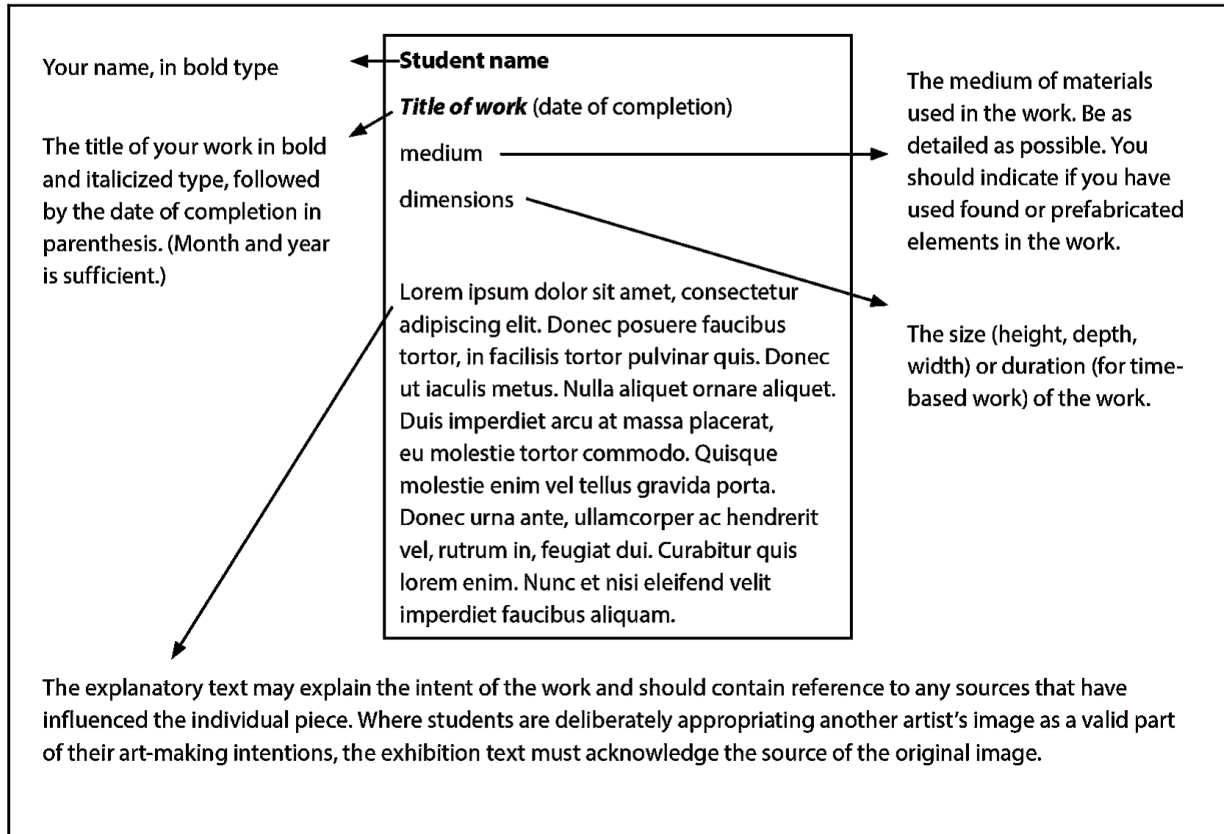 Your name, in bold type
The title of your work in bold
and italicized type, followed
by the date of completion in
parenthesis. (Month and year
is sufficient.)
Student name
Title of work (date of completion)
medium
dimensions
Lorem ipsum dolor sit amet, consectetur
adipiscing elit. Donec posuere faucibus
tortor, in facilisis tortor pulvinar quis. Donec
ut iaculis metus. Nulla aliquet ornare aliquet.
Duis imperdiet arcu at massa placerat,
eu molestie tortor commodo. Quisque
molestie enim vel tellus gravida porta.
Donec urna ante, ullamcorper ac hendrerit
vel, rutrum in, feugiat dui. Curabitur quis
lorem enim. Nunc et nisi eleifend velit
imperdiet faucibus aliquam.
The medium of materials
used in the work. Be as
detailed as possible. You
should indicate if you have
used found or prefabricated
elements in the work.
The size (height, depth,
width) or duration (for time-
based work) of the work.
The explanatory text may explain the intent of the work and should contain reference to any sources that have
influenced the individual piece. Where students are deliberately appropriating another artist’s image as a valid part
of their art-making intentions, the exhibition text must acknowledge the source of the original image.